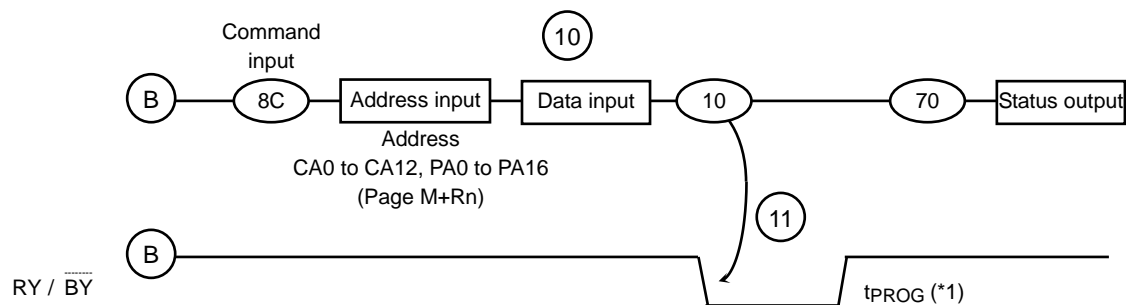 10
Command
input
B
8C
Address input
Data input
10
70
Status output
Address
CA0 to CA12, PA0 to PA16
(Page M+Rn)
11
B
RY / BY
tPROG (*1)